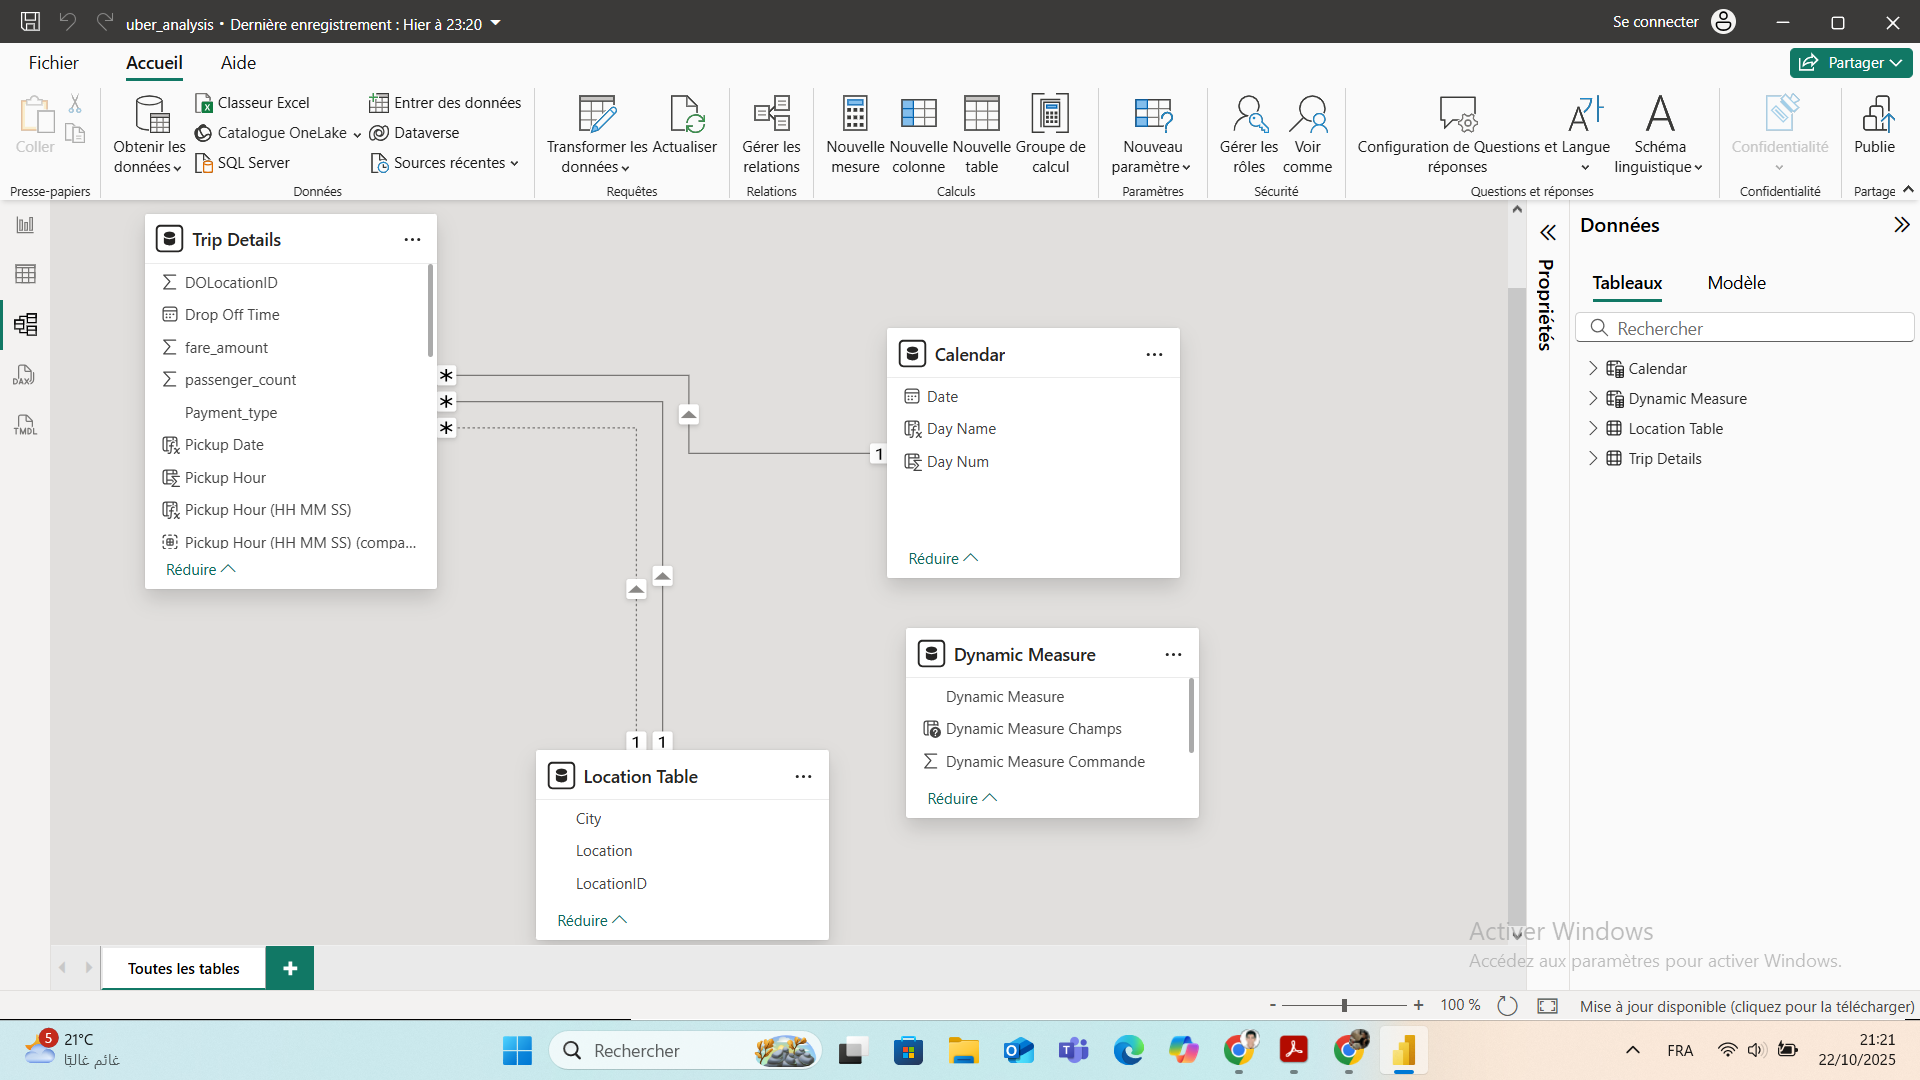 uber_analysis • Dernière enregistrement : Hier à 23:20
Se connecter
Fichier
Accueil
Aide
Partager
Coller
Presse-papiers
Obtenir les données
Classeur Excel
Catalogue OneLake
SQL Server
Entrer des données
Dataverse
Sources récentes
Données
Transformer les données
Actualiser
Requêtes
Gérer les relations
Relations
Nouvelle mesure
Nouvelle colonne
Nouvelle table
Groupe de calcul
Calculs
Nouveau paramètre
Paramètres
Gérer les rôles
Voir comme
Sécurité
Configuration de Questions et réponses
Langue
Schéma linguistique
Questions et réponses
Confidentialité
Confidentialité
Publie
Partage
DAX
TMDL
Trip Details
DOLocationID
Drop Off Time
fare_amount
passenger_count
Payment_type
Pickup Date
Pickup Hour
Pickup Hour (HH MM SS)
Pickup Hour (HH MM SS) (compa...
Réduire
*
*
*
1
1
1
Calendar
Date
Day Name
Day Num
Réduire
Dynamic Measure
Dynamic Measure
Dynamic Measure Champs
Dynamic Measure Commande
Réduire
Location Table
City
Location
LocationID
Réduire
Propriétés
Données
Tableaux
Modèle
Rechercher
Calendar
Dynamic Measure
Location Table
Trip Details
Activer Windows
Accédez aux paramètres pour activer Windows.
Toutes les tables
- + 100 %
Mise à jour disponible (cliquez pour la télécharger)
5
21°C
غائم غالبًا
Rechercher
FRA
21:21
22/10/2025